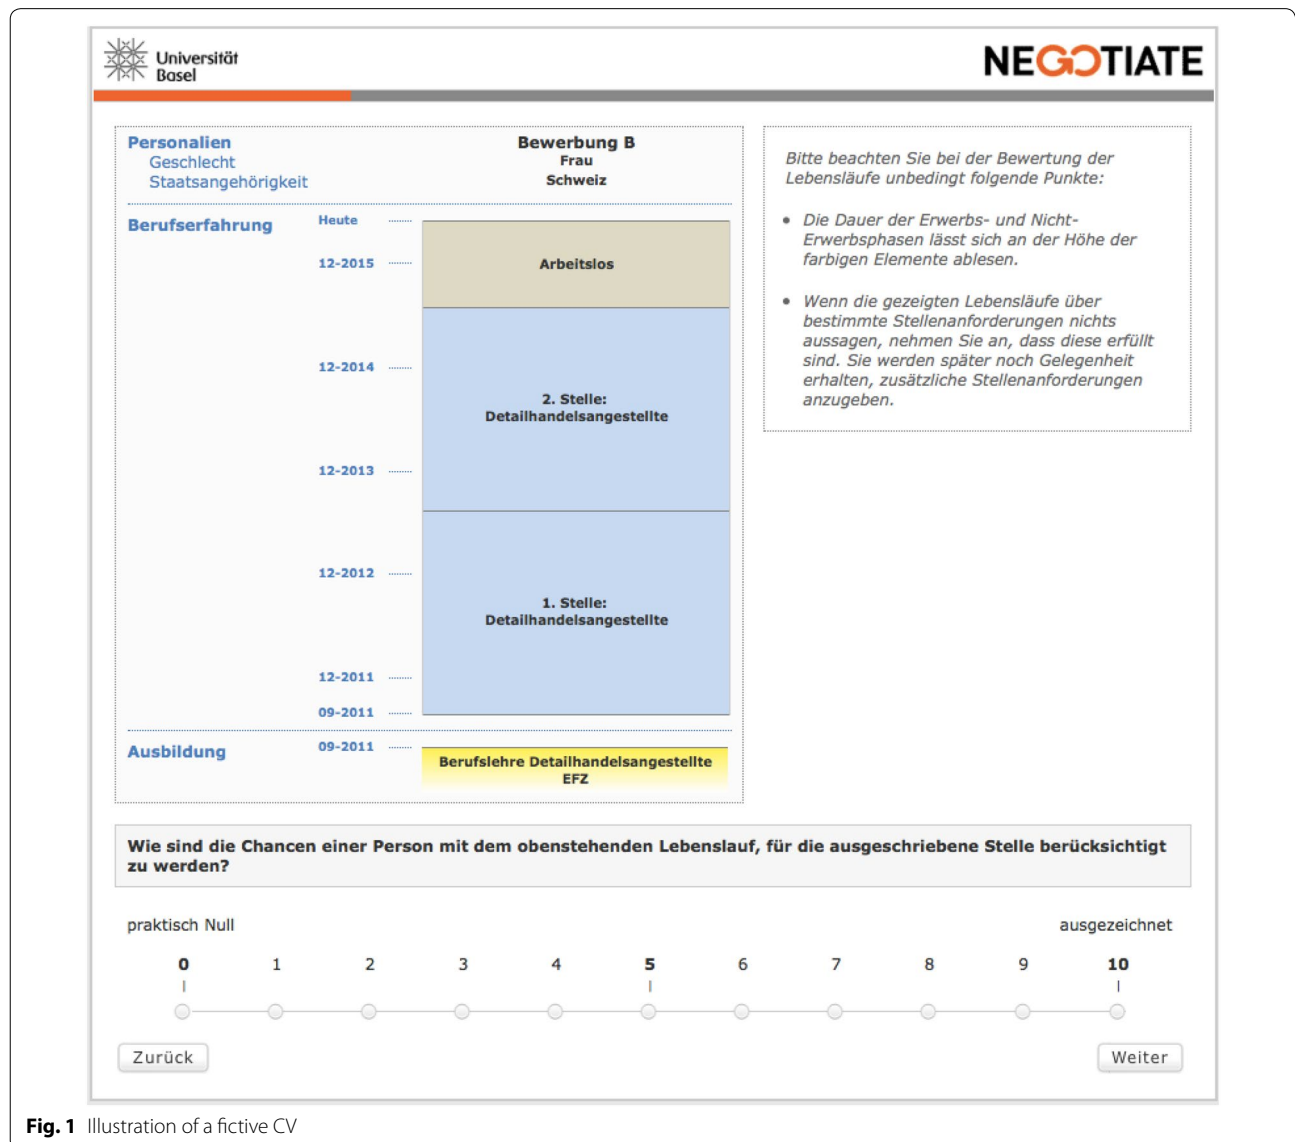 Universität
Basel
NEGOTIATE
Personalien
Bewerbung B
Geschlecht
Frau
Staatsangehörigkeit
Schweiz
Berufserfahrung
Heute
12-2015
Arbeitslos
12-2014
2. Stelle:
Detailhandelsangestellte
12-2013
12-2012
1. Stelle:
Detailhandelsangestellte
12-2011
09-2011
Ausbildung
09-2011
Berufslehre Detailhandelsangestellte
EFZ
Bitte beachten Sie bei der Bewertung der
Lebensläufe unbedingt folgende Punkte:
• Die Dauer der Erwerbs- und Nicht-
Erwerbsphasen lässt sich an der Höhe der
farbigen Elemente ablesen.
• Wenn die gezeigten Lebensläufe über
bestimmte Stellenanforderungen nichts
aussagen, nehmen Sie an, dass diese erfüllt
sind. Sie werden später noch Gelegenheit
erhalten, zusätzliche Stellenanforderungen
anzugeben.
Wie sind die Chancen einer Person mit dem obenstehenden Lebenslauf, für die ausgeschriebene Stelle berücksichtigt
zu werden?
praktisch Null
ausgezeichnet
0 1 2 3 4 5 6 7 8 9 10
Zurück
Weiter
Fig. 1 Illustration of a fictive CV